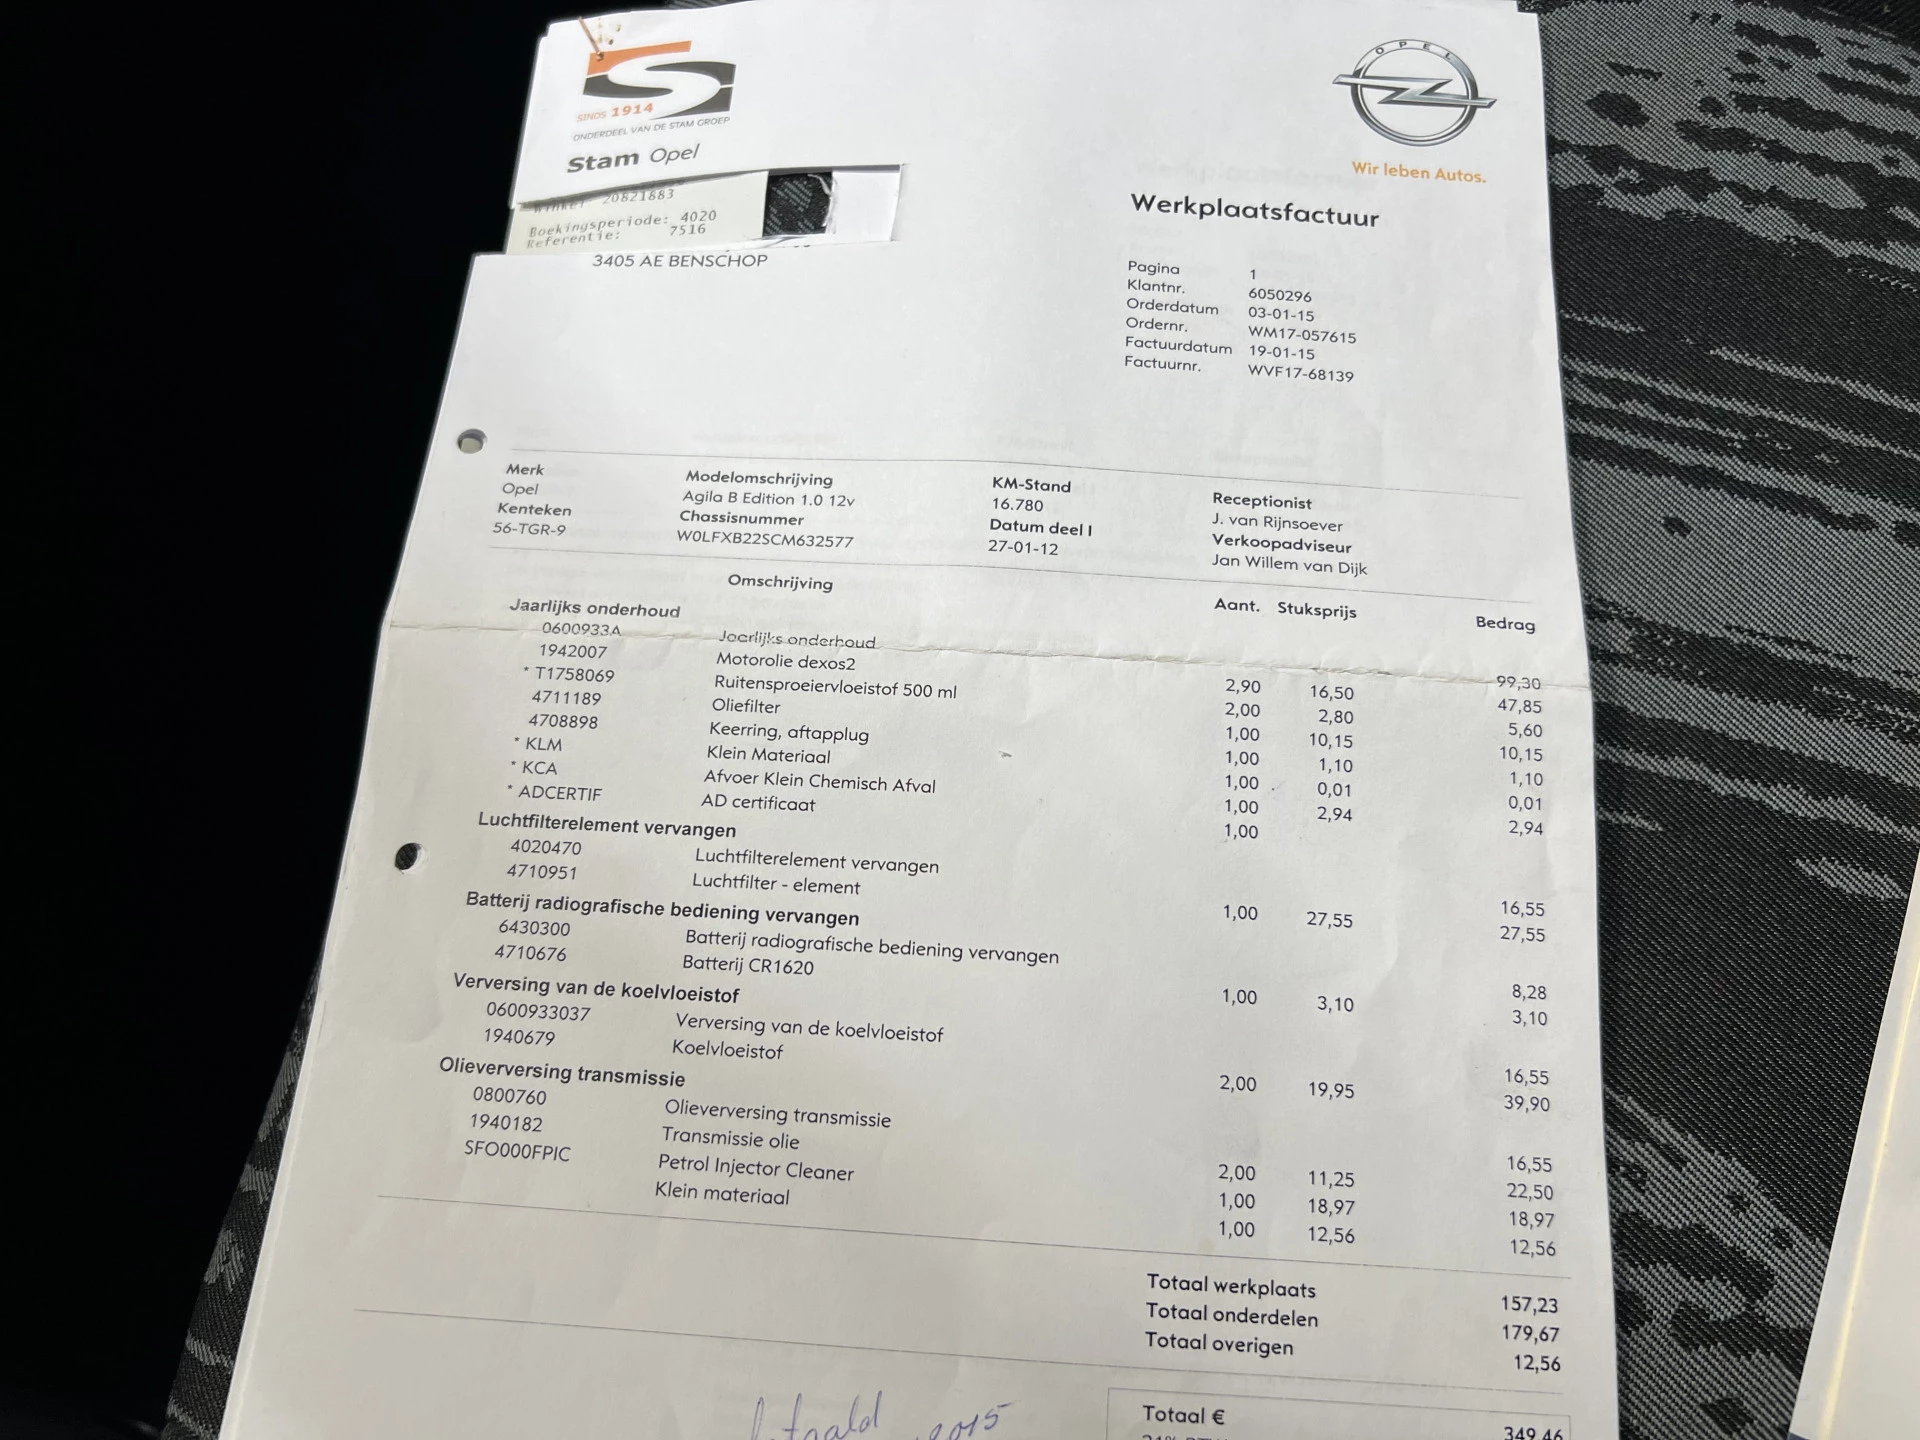 SINDS 1914
ONDERDEEL VAN DE STAM GROEP
Stam Opel
OPEL
Wir leben Autos.
Winkel: 20821883
Boekingsperiode: 4020
Referentie: 7516
3405 AE BENSCHOP
Werkplaatsfactuur
Pagina 1
Klantnr. 6050296
Orderdatum 03-01-15
Ordernr. WM17-057615
Factuurdatum 19-01-15
Factuurnr. WVF17-68139
Merk Modelomschrijving KM-Stand Receptionist
Opel Agila B Edition 1.0 12v 16.780 J. van Rijnsoever
Kenteken Chassisnummer Datum deel I Verkoopadviseur
56-TGR-9 W0LFXB22SCM632577 27-01-12 Jan Willem van Dijk
Omschrijving Aant. Stuksprijs Bedrag
Jaarlijks onderhoud
0600933A Jaarlijks onderhoud 99,30
1942007 Motorolie dexos2 2,90 16,50 47,85
* T1758069 Ruitensproeiervloeistof 500 ml 2,00 2,80 5,60
4711189 Oliefilter 1,00 10,15 10,15
4708898 Keerring, aftapplug 1,00 1,10 1,10
* KLM Klein Materiaal 1,00 0,01 0,01
* KCA Afvoer Klein Chemisch Afval 1,00 2,94 2,94
* ADCERTIF AD certificaat 1,00
Luchtfilterelement vervangen
4020470 Luchtfilterelement vervangen 16,55
4710951 Luchtfilter - element 1,00 27,55 27,55
Batterij radiografische bediening vervangen
6430300 Batterij radiografische bediening vervangen 8,28
4710676 Batterij CR1620 1,00 3,10 3,10
Verversing van de koelvloeistof
0600933037 Verversing van de koelvloeistof 16,55
1940679 Koelvloeistof 2,00 19,95 39,90
Olieverversing transmissie
0800760 Olieverversing transmissie 16,55
1940182 Transmissie olie 2,00 11,25 22,50
SFO000FPIC Petrol Injector Cleaner 1,00 18,97 18,97
Klein materiaal 1,00 12,56 12,56
Totaal werkplaats 157,23
Totaal onderdelen 179,67
Totaal overigen 12,56
Totaal € 349,46
2015